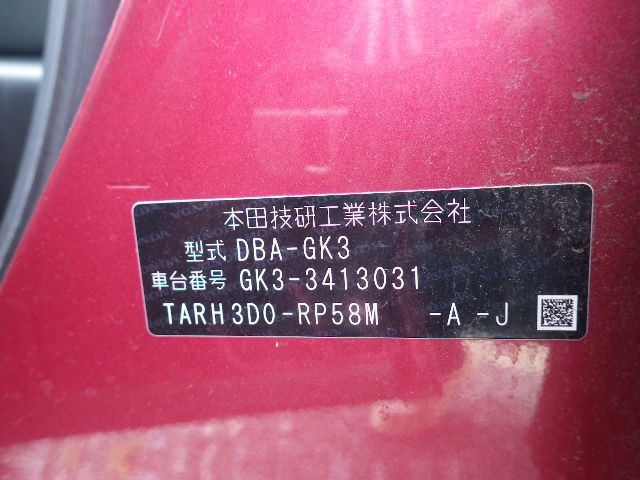 本田技研工業株式会社
型式 DBA-GK3
車台番号 GK3-3413031
TARH3D0-RP58M -A -J